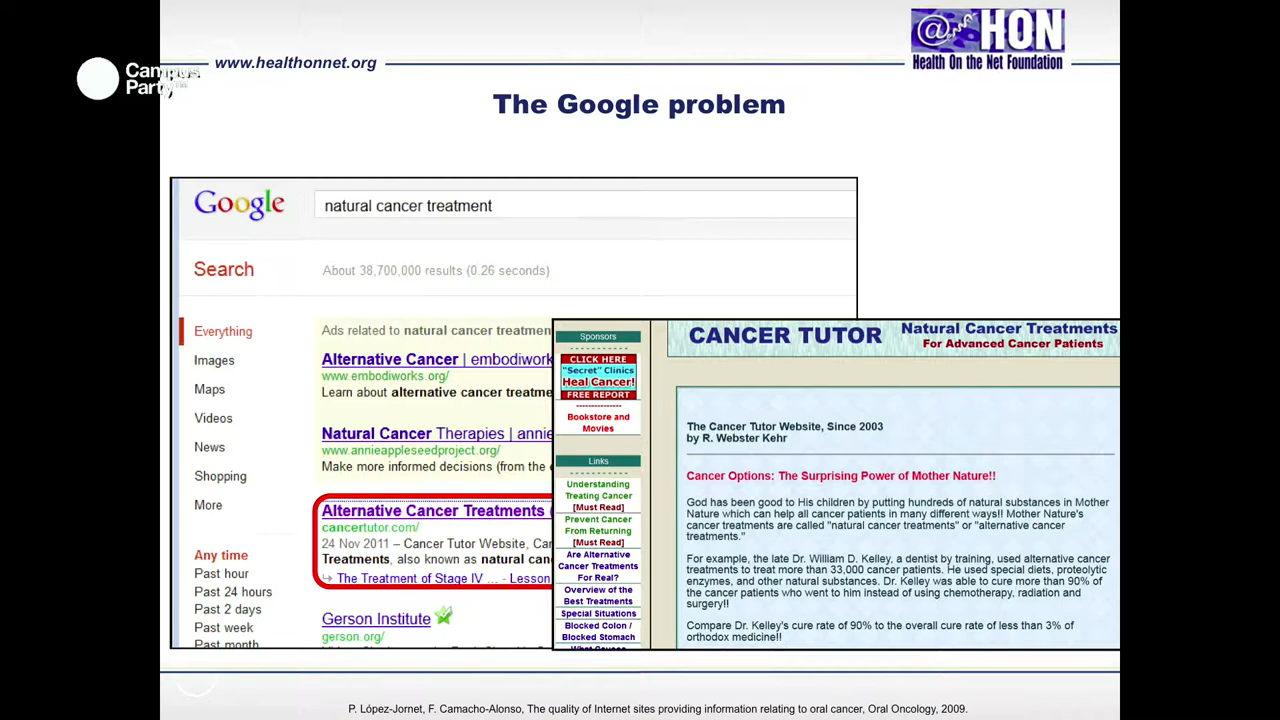 @ HON
www.healthonnet.org
Health On the Net Foundation
Campus
Party
The Google problem
Google
natural cancer treatment
Search
About 38,700,000 results (0.26 seconds)
Everything
Images
Maps
Videos
News
Shopping
More
Any time
Past hour
Past 24 hours
Past 2 days
Past week
Past month
Ads related to natural cancer treatmen
Alternative Cancer | embodiwork
www.embodiworks.org/
Learn about alternative cancer treatme
Natural Cancer Therapies | annie
www.annieappleseedproject.org/
Make more informed decisions (from the
Alternative Cancer Treatments (
cancertutor.com/
24 Nov 2011 – Cancer Tutor Website, Can
Treatments, also known as natural can
The Treatment of Stage IV ... - Lesson
Gerson Institute
gerson.org/
Sponsors
CLICK HERE
"Secret" Clinics
Heal Cancer!
FREE REPORT
Bookstore and
Movies
Links
Understanding
Treating Cancer
[Must Read]
Prevent Cancer
From Returning
[Must Read]
Are Alternative
Cancer Treatments
For Real?
Overview of the
Best Treatments
Special Situations
Blocked Colon /
Blocked Stomach
CANCER TUTOR
Natural Cancer Treatments
For Advanced Cancer Patients
The Cancer Tutor Website, Since 2003
by R. Webster Kehr
Cancer Options: The Surprising Power of Mother Nature!!
God has been good to His children by putting hundreds of natural substances in Mother
Nature which can help all cancer patients in many different ways!! Mother Nature's
cancer treatments are called "natural cancer treatments" or "alternative cancer
treatments."
For example, the late Dr. William D. Kelley, a dentist by training, used alternative cancer
treatments to treat more than 33,000 cancer patients. He used special diets, proteolytic
enzymes, and other natural substances. Dr. Kelley was able to cure more than 90% of
the cancer patients who went to him instead of using chemotherapy, radiation and
surgery!!
Compare Dr. Kelley's cure rate of 90% to the overall cure rate of less than 3% of
orthodox medicine!!
P. López-Jornet, F. Camacho-Alonso, The quality of Internet sites providing information relating to oral cancer, Oral Oncology, 2009.